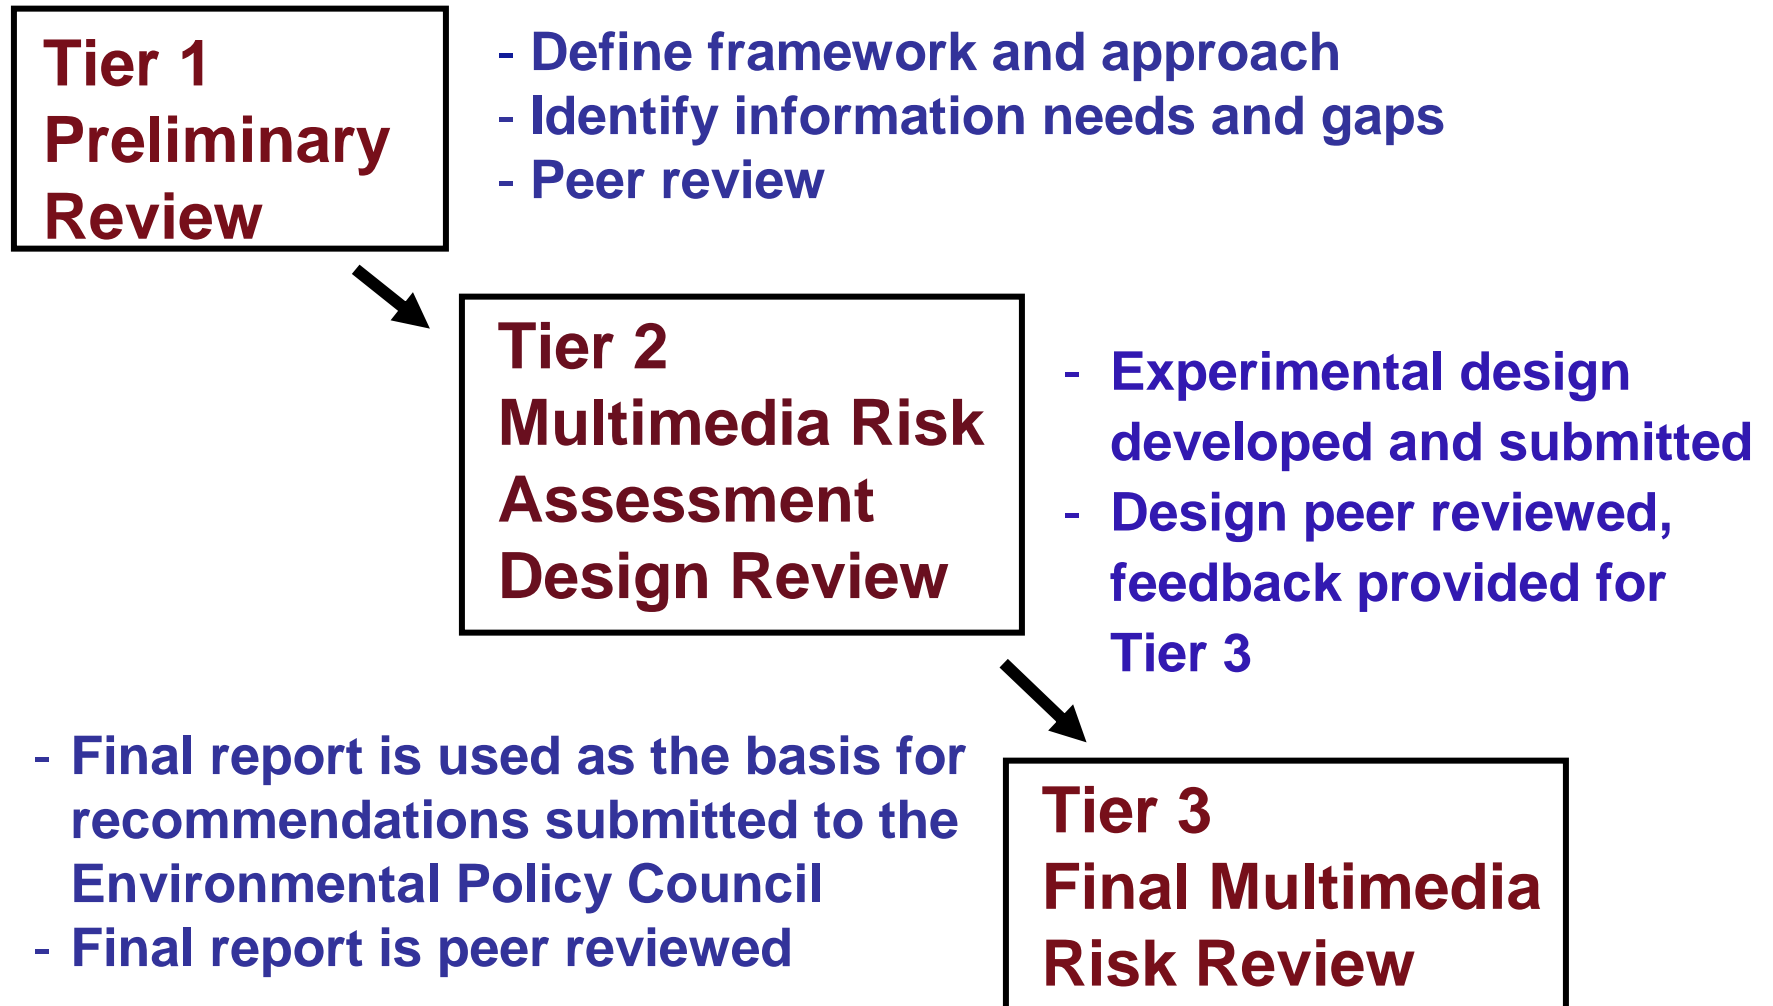 Tier 1
Preliminary
Review
- Define framework and approach
- Identify information needs and gaps
- Peer review
Tier 2
Multimedia Risk
Assessment
Design Review
- Experimental design
developed and submitted
- Design peer reviewed,
feedback provided for
Tier 3
- Final report is used as the basis for
recommendations submitted to the
Environmental Policy Council
- Final report is peer reviewed
Tier 3
Final Multimedia
Risk Review